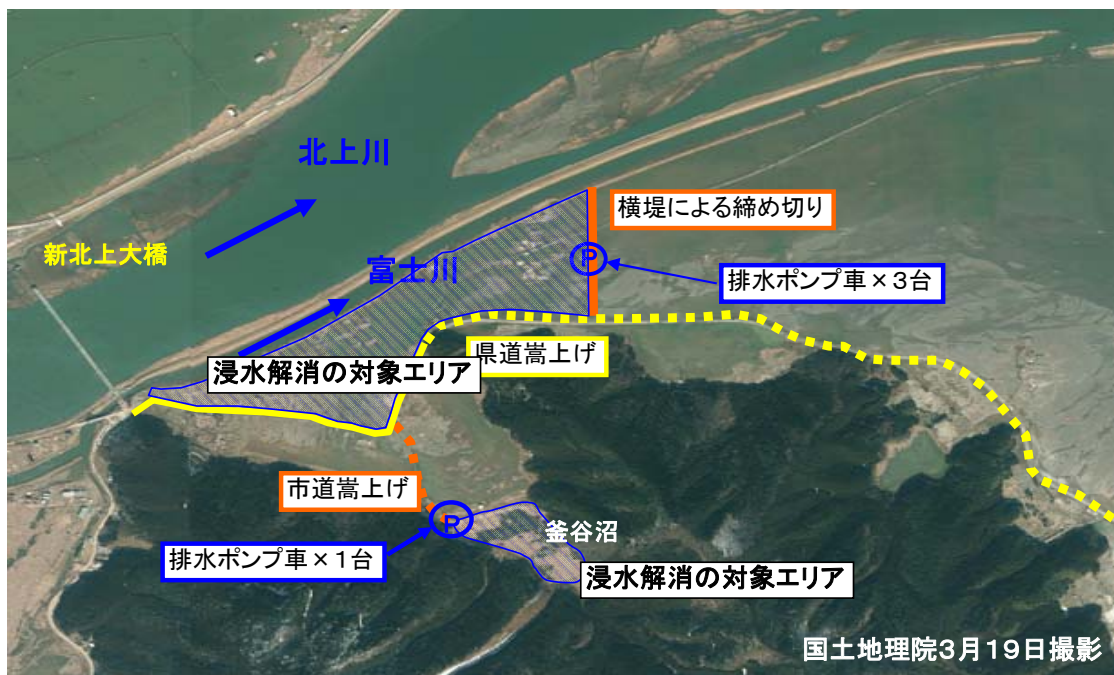 北上川
横堤による締め切り
新北上大橋
P
富士川
排水ポンプ車×3台
県道嵩上げ
浸水解消の対象エリア
市道嵩上げ
P
釜谷沼
排水ポンプ車×1台
浸水解消の対象エリア
国土地理院3月19日撮影